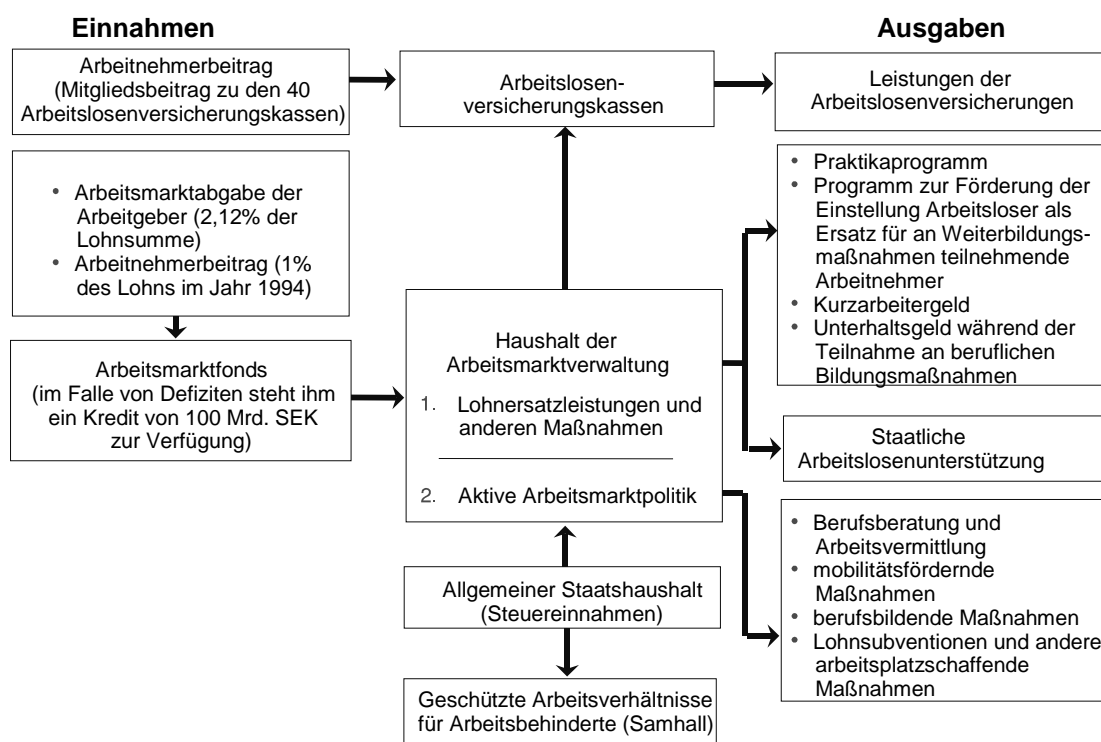 Einnahmen
Ausgaben
Arbeitnehmerbeitrag
(Mitgliedsbeitrag zu den 40
Arbeitslosenversicherungskassen)
Arbeitslosen-
versicherungskassen
Leistungen der
Arbeitslosenversicherungen
• Arbeitsmarktabgabe der
Arbeitgeber (2,12% der
Lohnsumme)
• Arbeitnehmerbeitrag (1%
des Lohns im Jahr 1994)
Arbeitsmarktfonds
(im Falle von Defiziten steht ihm
ein Kredit von 100 Mrd. SEK
zur Verfügung)
Haushalt der
Arbeitsmarktverwaltung
1. Lohnersatzleistungen und
anderen Maßnahmen
2. Aktive Arbeitsmarktpolitik
• Praktikaprogramm
• Programm zur Förderung der
Einstellung Arbeitsloser als
Ersatz für an Weiterbildungs-
maßnahmen teilnehmende
Arbeitnehmer
• Kurzarbeitergeld
• Unterhaltsgeld während der
Teilnahme an beruflichen
Bildungsmaßnahmen
Staatliche
Arbeitslosenunterstützung
• Berufsberatung und
Arbeitsvermittlung
• mobilitätsfördernde
Maßnahmen
• berufsbildende Maßnahmen
• Lohnsubventionen und andere
arbeitsplatzschaffende
Maßnahmen
Allgemeiner Staatshaushalt
(Steuereinnahmen)
Geschützte Arbeitsverhältnisse
für Arbeitsbehinderte (Samhall)